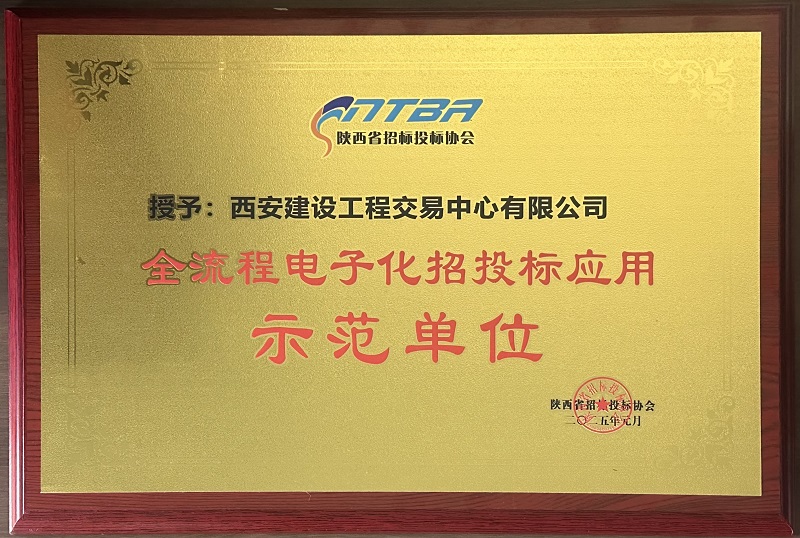 NTBA
陕西省招标投标协会
授予：西安建设工程交易中心有限公司
全流程电子化招投标应用
示范单位
陕西省招标投标协会
二〇二五年元月